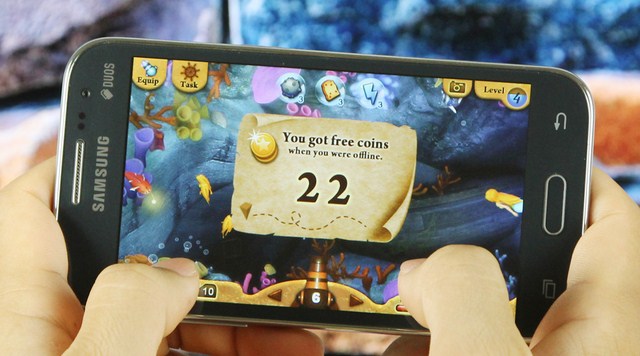 SAMSUNG
DUOS
Equip
Task
3
3
3
Level
You got free coins
when you were offline.
22
10
6